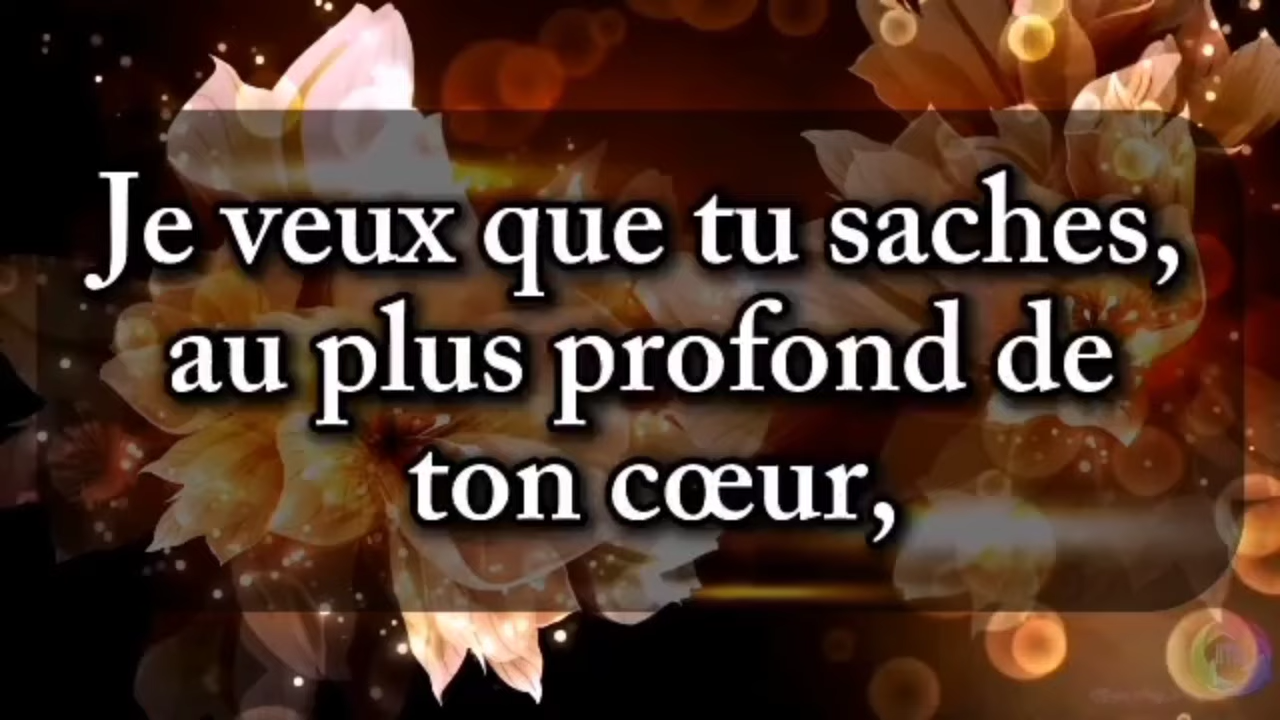 Je veux que tu saches,
au plus profond de
ton cœur,